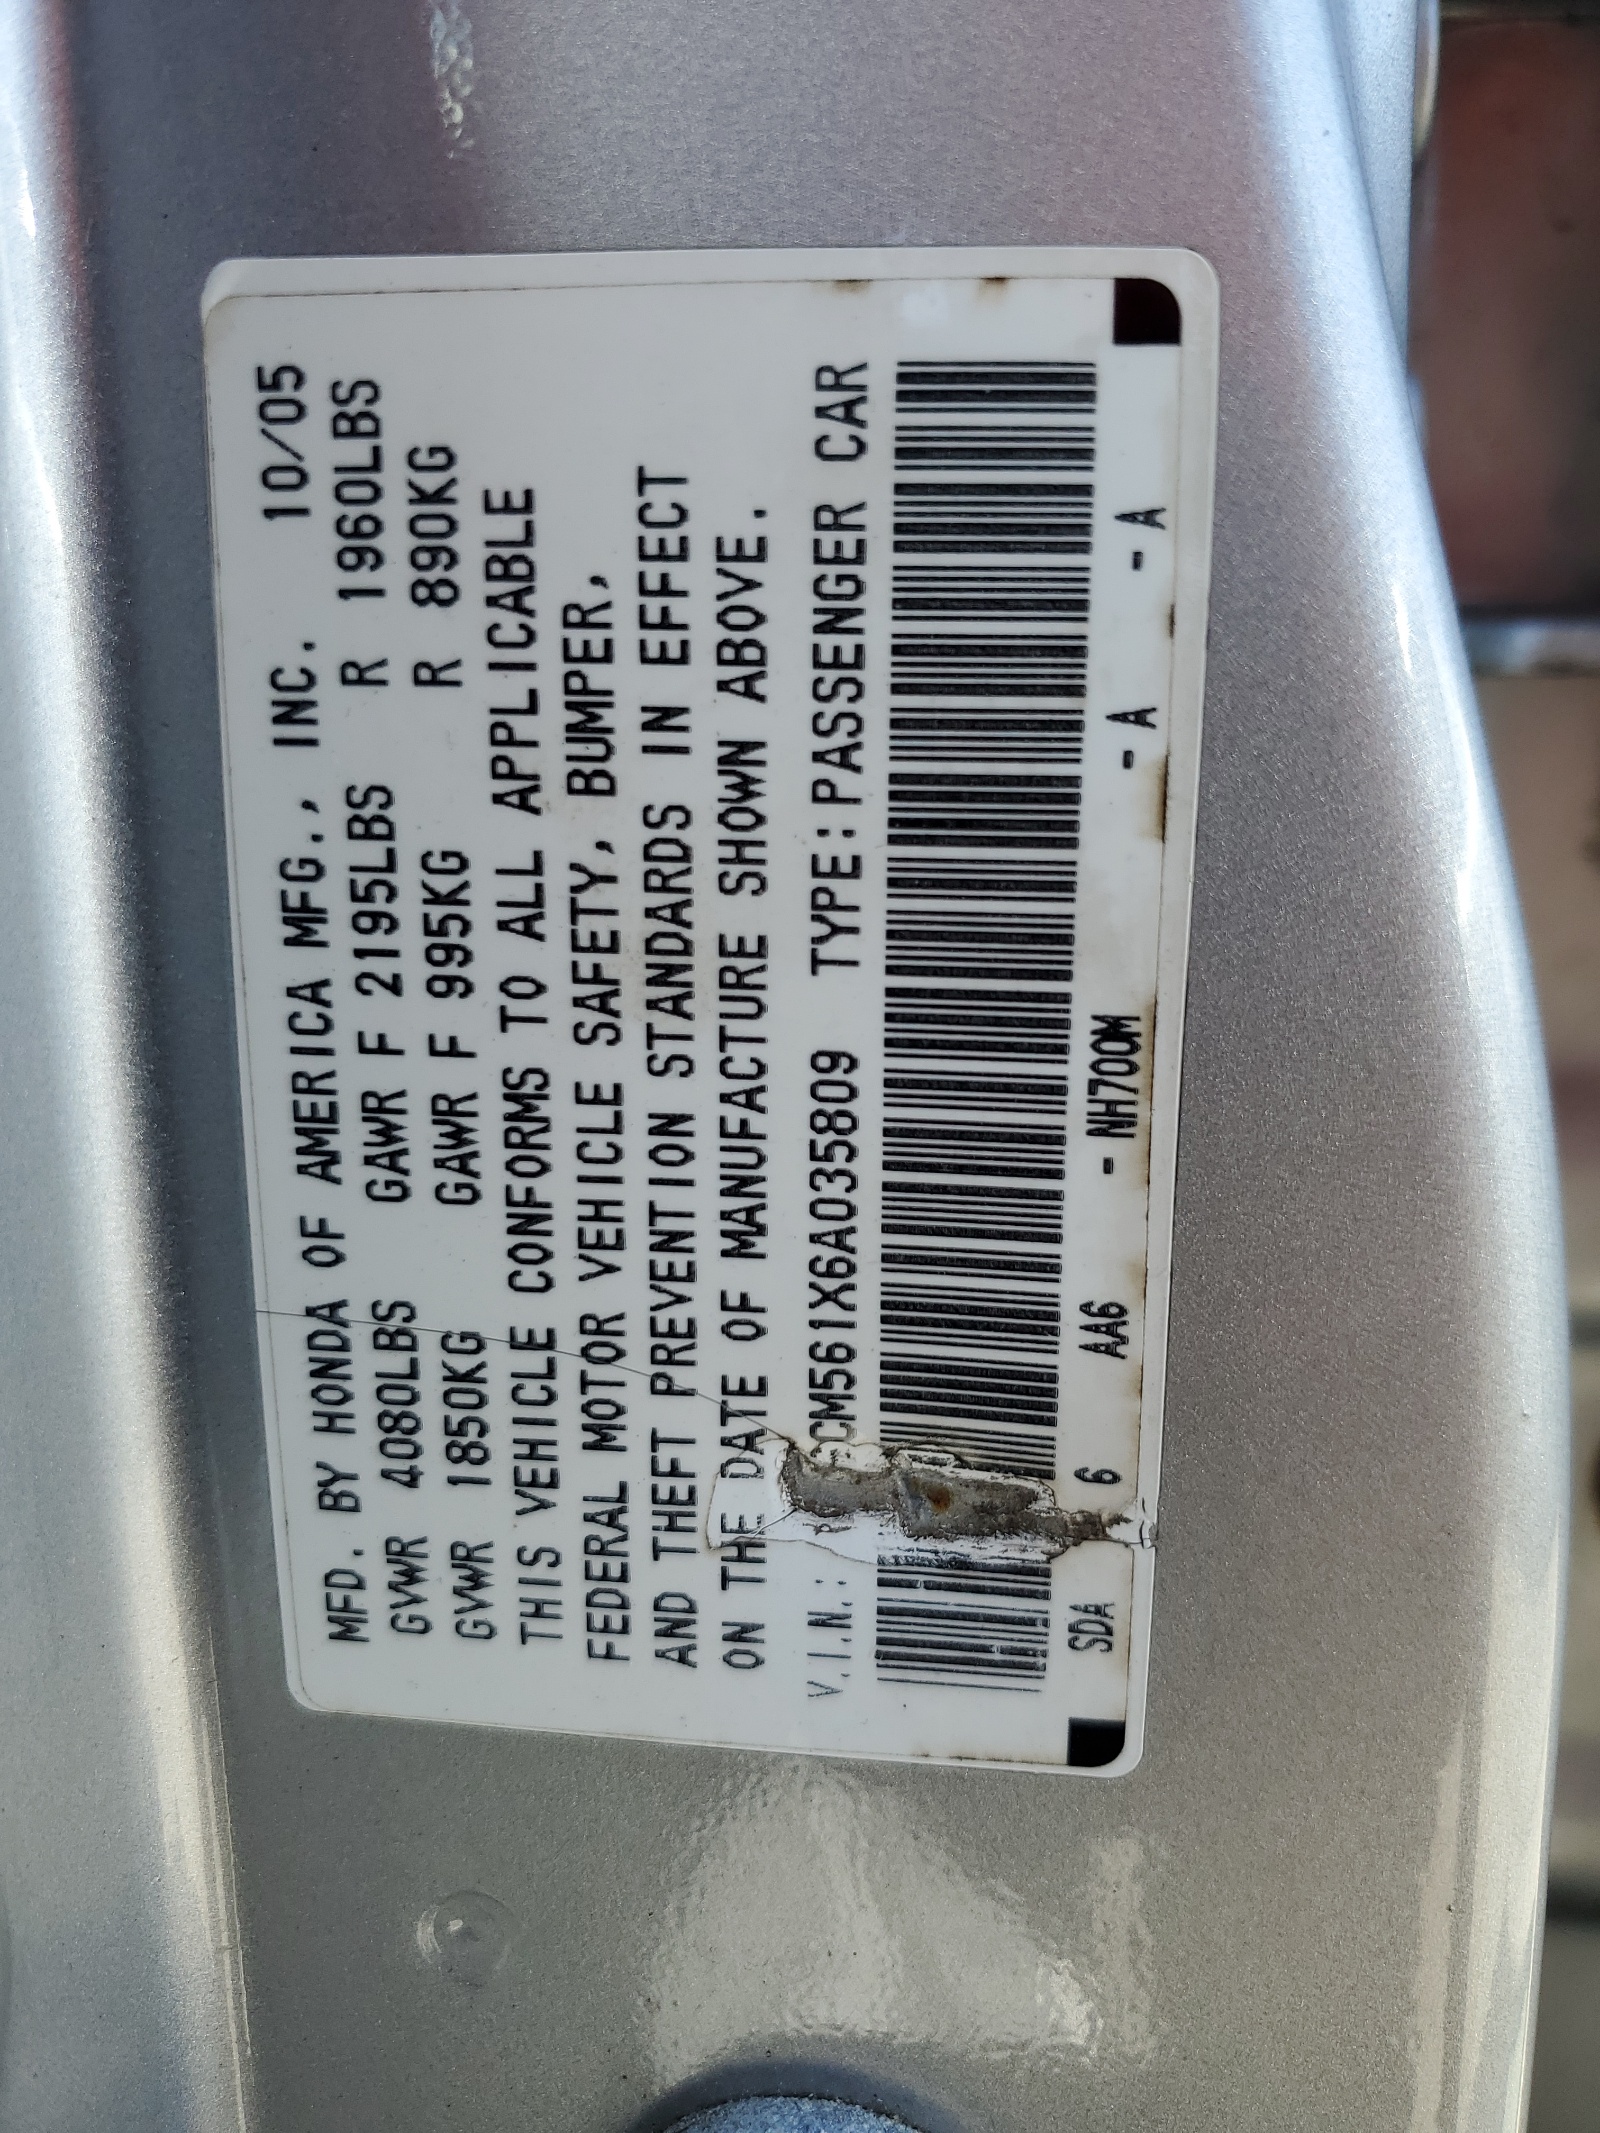 MFD. BY HONDA OF AMERICA MFG., INC. 10/05
GVWR 4080LBS GAWR F 2195LBS R 1960LBS
GVWR 1850KG GAWR F 995KG R 890KG
THIS VEHICLE CONFORMS TO ALL APPLICABLE
FEDERAL MOTOR VEHICLE SAFETY, BUMPER,
AND THEFT PREVENTION STANDARDS IN EFFECT
ON THE DATE OF MANUFACTURE SHOWN ABOVE.
V.I.N.: CM561X6A035809 TYPE:PASSENGER CAR
SDA 6 AA6 - NH700M - A - A